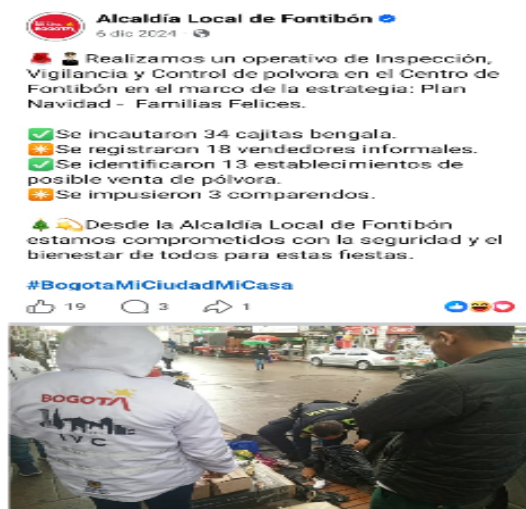 Alcaldía Local de Fontibón
6 dic 2024
Realizamos un operativo de Inspección,
Vigilancia y Control de polvora en el Centro de
Fontibón en el marco de la estrategia: Plan
Navidad - Familias Felices.
Se incautaron 34 cajitas bengala.
Se registraron 18 vendedores informales.
Se identificaron 13 establecimientos de
posible venta de pólvora.
Se impusieron 3 comparendos.
Desde la Alcaldía Local de Fontibón
estamos comprometidos con la seguridad y el
bienestar de todos para estas fiestas.
#BogotaMiCiudadMiCasa
19 3 1
BOGOTÁ
IVC